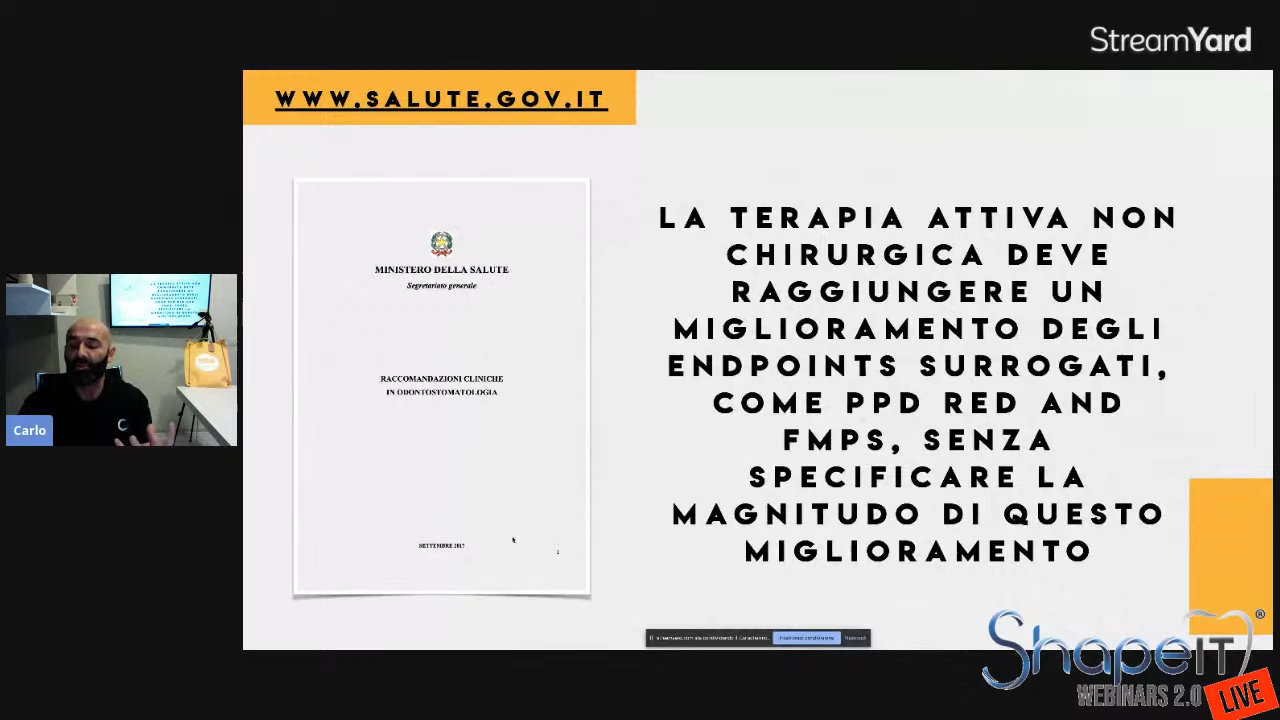 StreamYard
WWW.SALUTE.GOV.IT
MINISTERO DELLA SALUTE
Segretariato generale
RACCOMANDAZIONI CLINICHE
IN ODONTOSTOMATOLOGIA
SETTEMBRE 2017
LA TERAPIA ATTIVA NON
CHIRURGICA DEVE
RAGGIUNGERE UN
MIGLIORAMENTO DEGLI
ENDPOINTS SURROGATI,
COME PPD RED AND
FMPS, SENZA
SPECIFICARE LA
MAGNITUDO DI QUESTO
MIGLIORAMENTO
Carlo
ShapeIT®
WEBINARS 2.0
LIVE